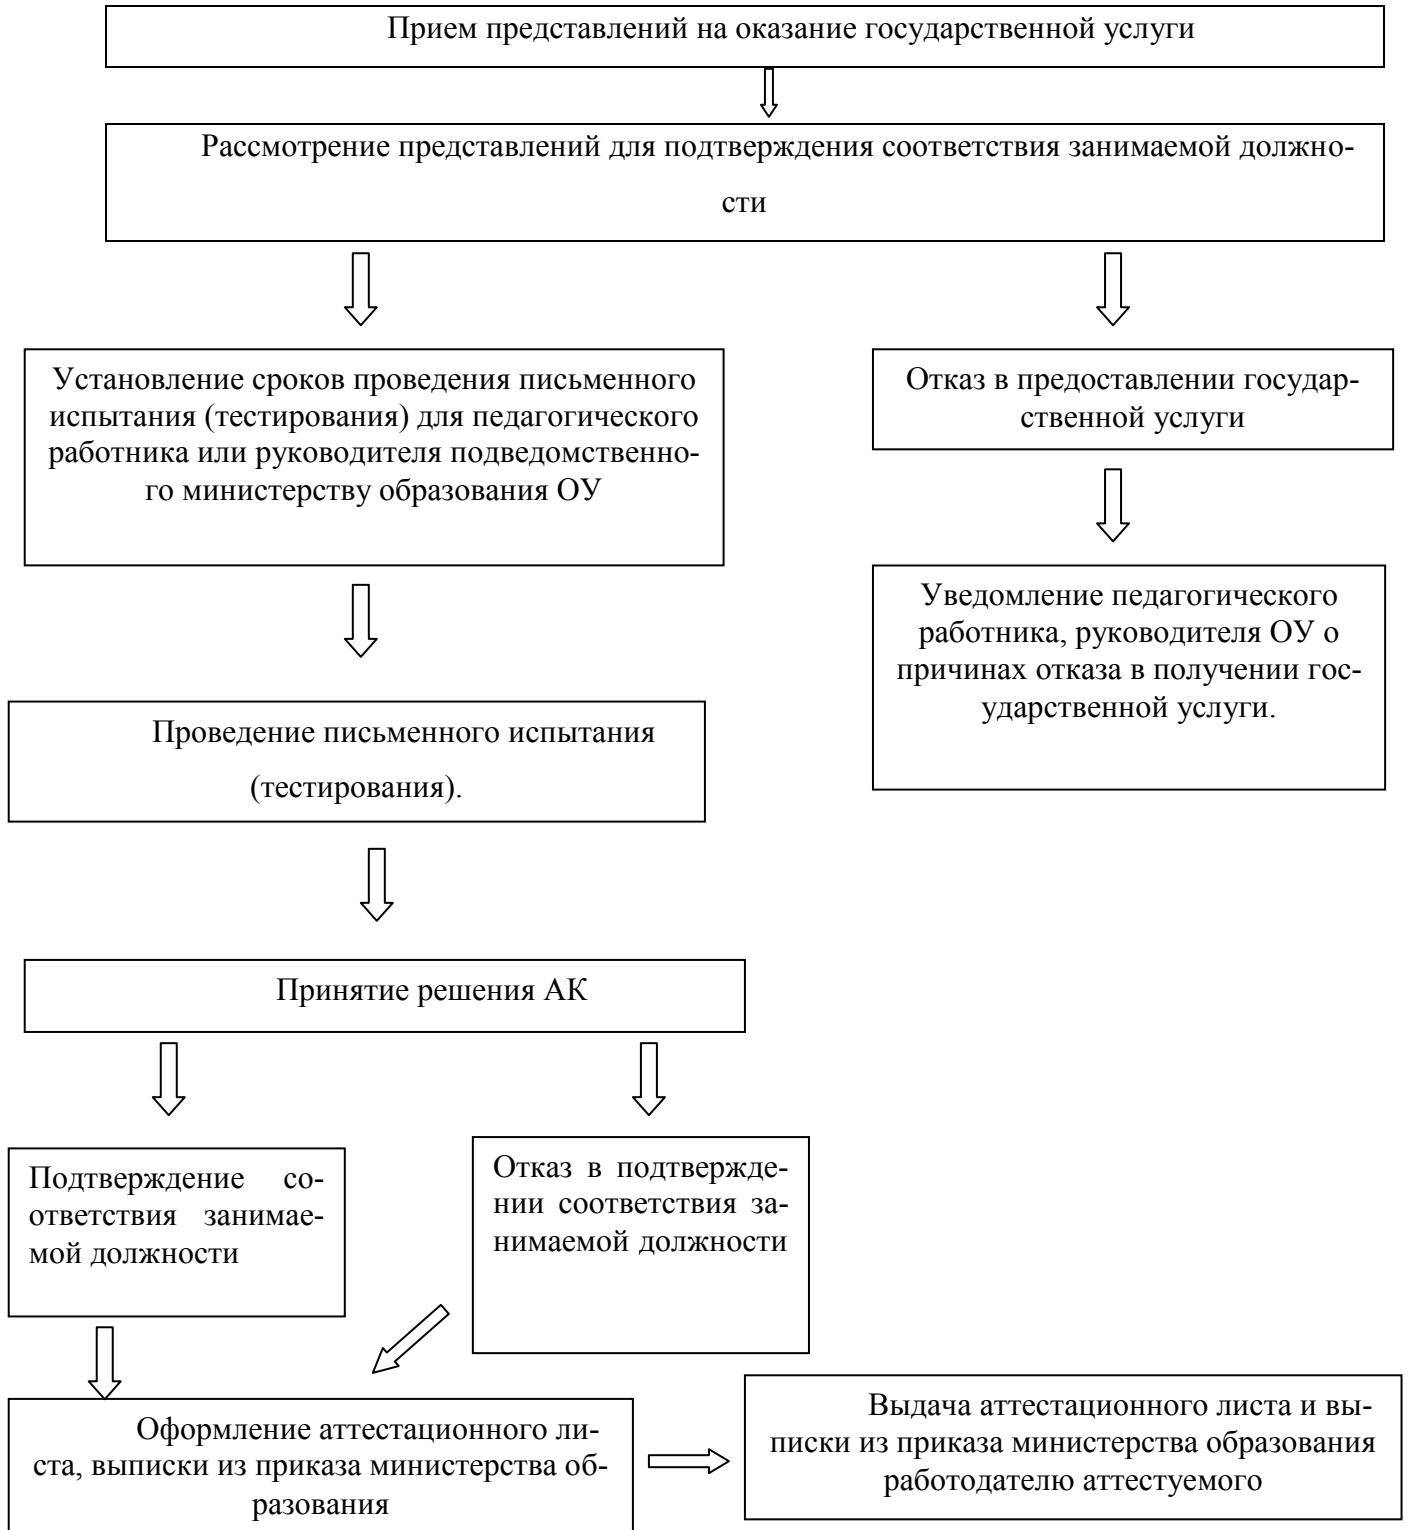 Прием представлений на оказание государственной услуги
Рассмотрение представлений для подтверждения соответствия занимаемой должно-
сти
Установление сроков проведения письменного
испытания (тестирования) для педагогического
работника или руководителя подведомственно-
го министерству образования ОУ
Отказ в предоставлении государ-
ственной услуги
Уведомление педагогического
работника, руководителя ОУ о
причинах отказа в получении гос-
ударственной услуги.
Проведение письменного испытания
(тестирования).
Принятие решения АК
Подтверждение со-
ответствия занимае-
мой должности
Отказ в подтвержде-
нии соответствия за-
нимаемой должности
Оформление аттестационного ли-
ста, выписки из приказа министерства об-
разования
Выдача аттестационного листа и вы-
писки из приказа министерства образования
работодателю аттестуемого